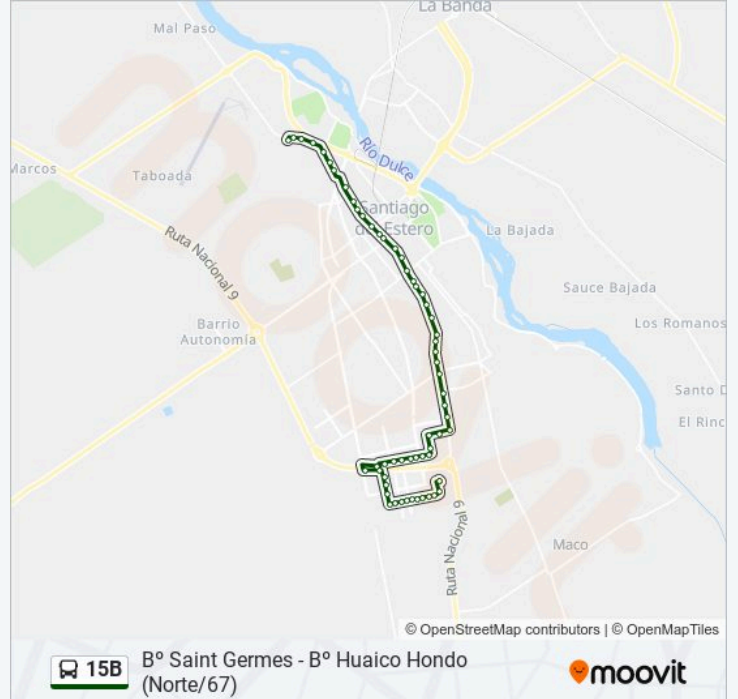 La Banda
Mal Paso
Río Dulce
Marcos
Taboada
Santiago
del Estero
La Bajada
Ruta Nacional 9
Sauce Bajada
Barrio
Autonomía
Los Romanos
Santo D
El Rinc
Ruta Nacional 9
Maco
© OpenStreetMap contributors | © OpenMapTiles
15B
Bº Saint Germes - Bº Huaico Hondo
(Norte/67)
moovit